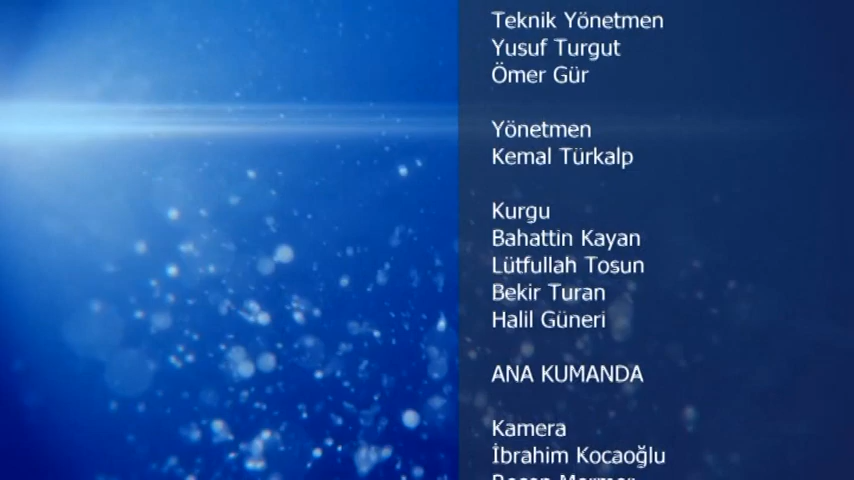 Teknik Yönetmen
Yusuf Turgut
Ömer Gür
Yönetmen
Kemal Türkalp
Kurgu
Bahattin Kayan
Lütfullah Tosun
Bekir Turan
Halil Güneri
ANA KUMANDA
Kamera
İbrahim Kocaoğlu